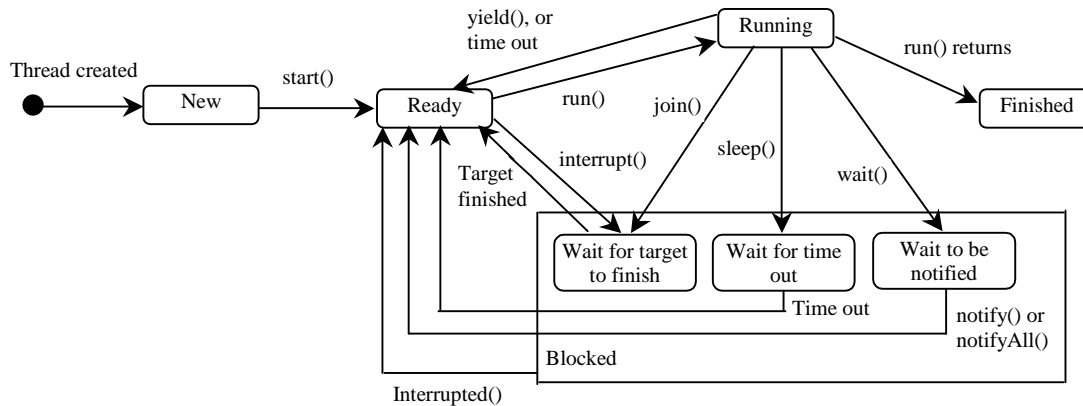 yield(), or
time out
Running
run() returns
Thread created
start()
New
Ready
run()
join()
Finished
sleep()
interrupt()
Target
finished
wait()
Wait for target
to finish
Wait for time
out
Wait to be
notified
Time out
notify() or
notifyAll()
Blocked
Interrupted()